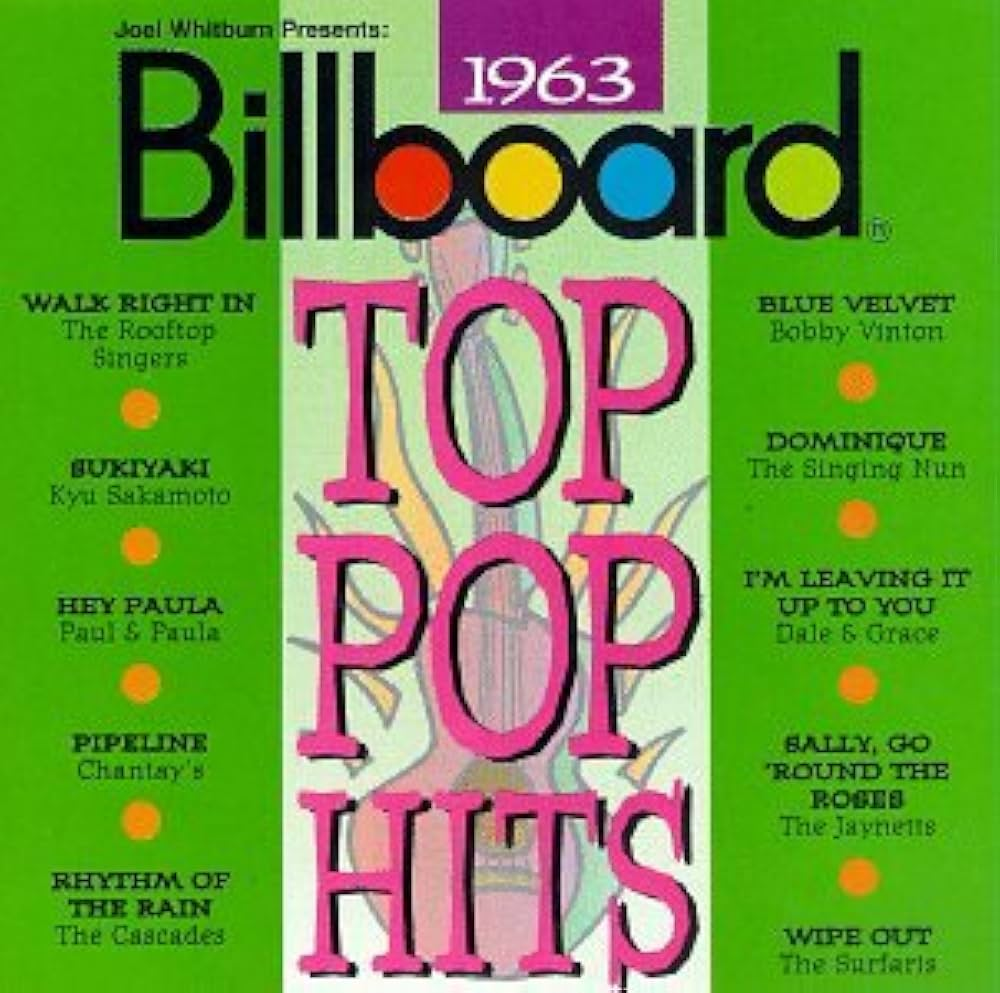 Joel Whitburn Presents:
1963
Billboard®
TOP
POP
HITS
WALK RIGHT IN
The Rooftop
Singers
SUKIYAKI
Kyu Sakamoto
HEY PAULA
Paul & Paula
PIPELINE
Chantay's
RHYTHM OF
THE RAIN
The Cascades
BLUE VELVET
Bobby Vinton
DOMINIQUE
The Singing Nun
I'M LEAVING IT
UP TO YOU
Dale & Grace
SALLY, GO
'ROUND THE
ROSES
The Jaynetts
WIPE OUT
The Surfaris